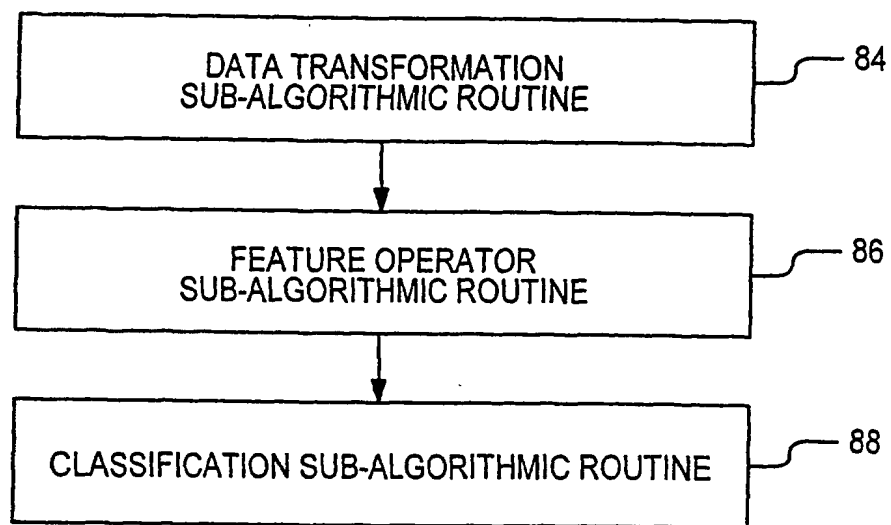 DATA TRANSFORMATION
SUB-ALGORITHMIC ROUTINE
84
FEATURE OPERATOR
SUB-ALGORITHMIC ROUTINE
86
CLASSIFICATION SUB-ALGORITHMIC ROUTINE
88